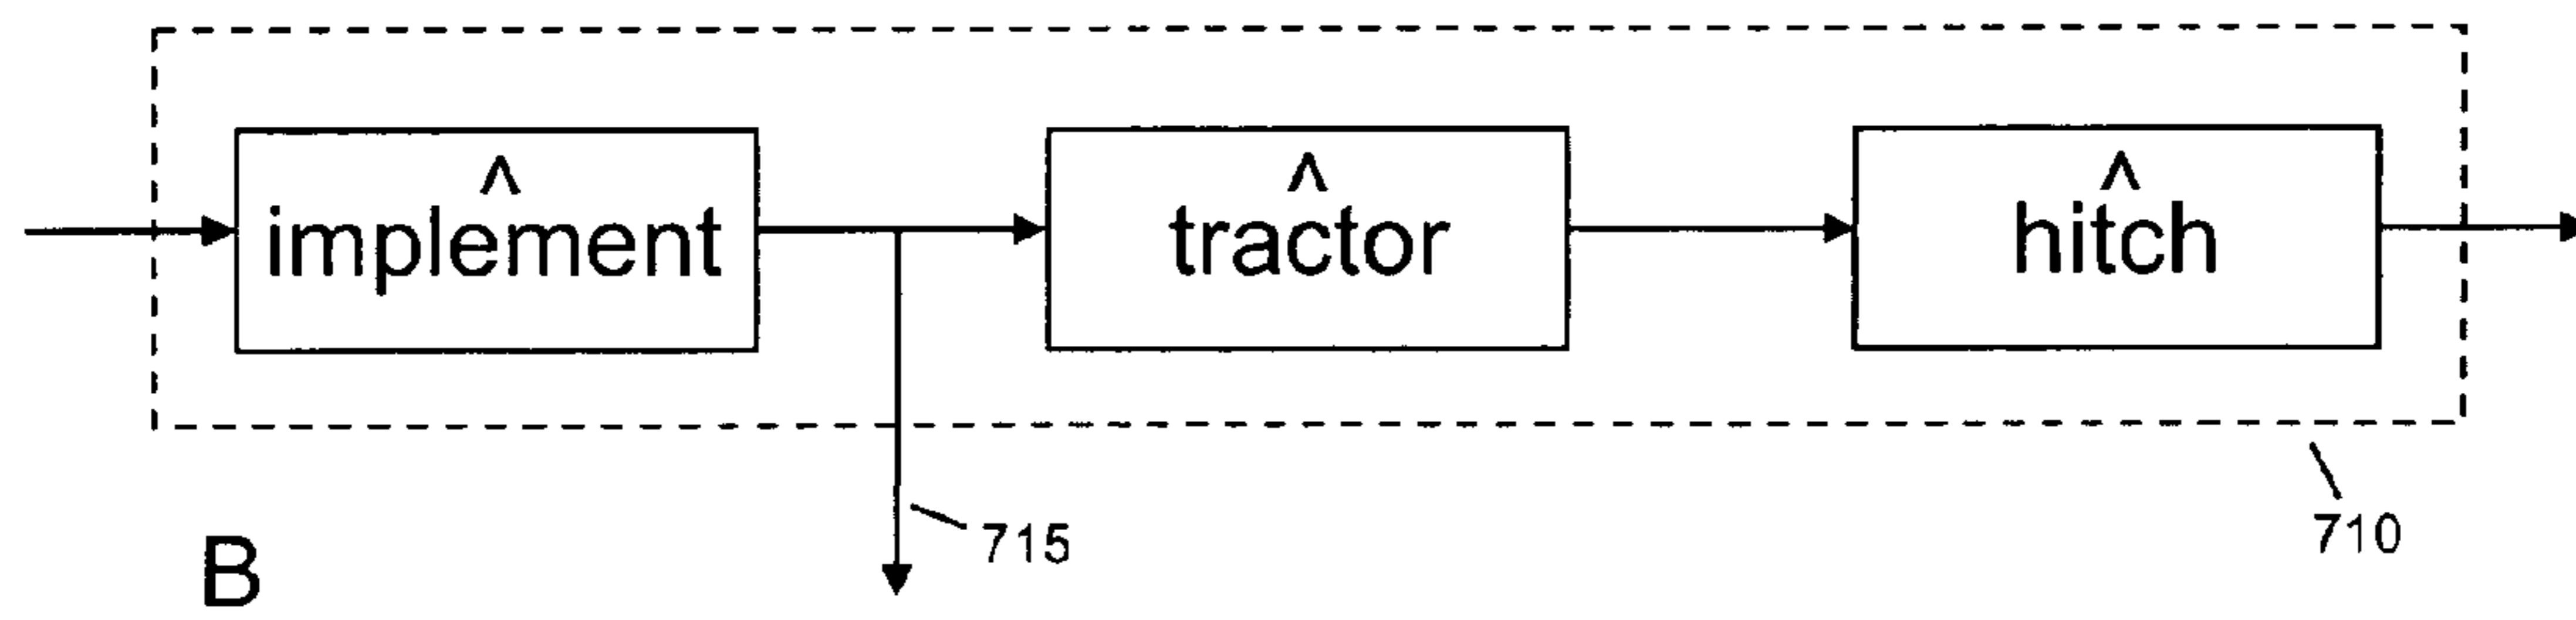 ^ ^ ^
implement tractor hitch
715
710
B